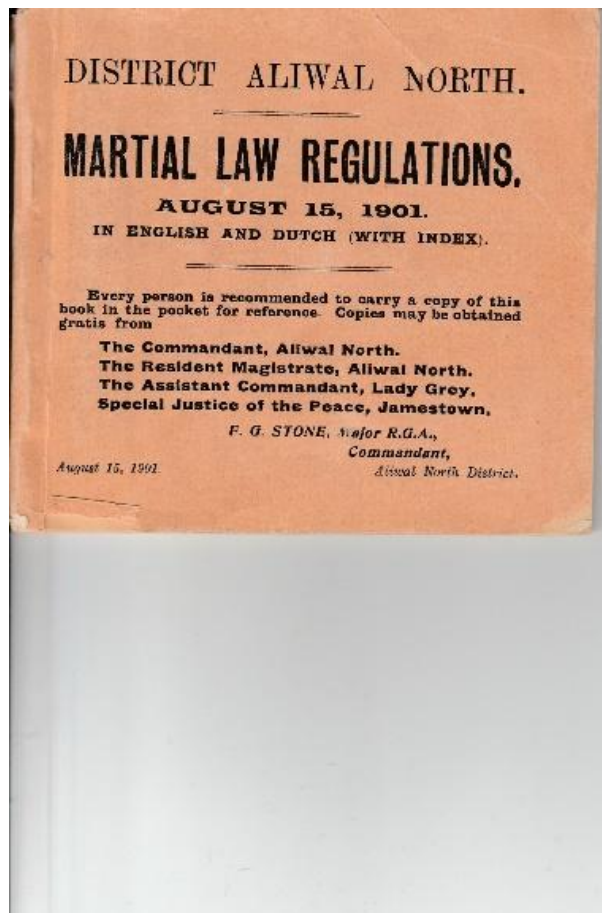 DISTRICT ALIWAL NORTH.
MARTIAL LAW REGULATIONS.
AUGUST 15, 1901.
IN ENGLISH AND DUTCH (WITH INDEX).
Every person is recommended to carry a copy of this
book in the pocket for reference. Copies may be obtained
gratis from
The Commandant, Aliwal North.
The Resident Magistrate, Aliwal North.
The Assistant Commandant, Lady Grey,
Special Justice of the Peace, Jamestown,
F. G. STONE, Major R.G.A.,
Commandant,
August 15, 1901. Aliwal North District.